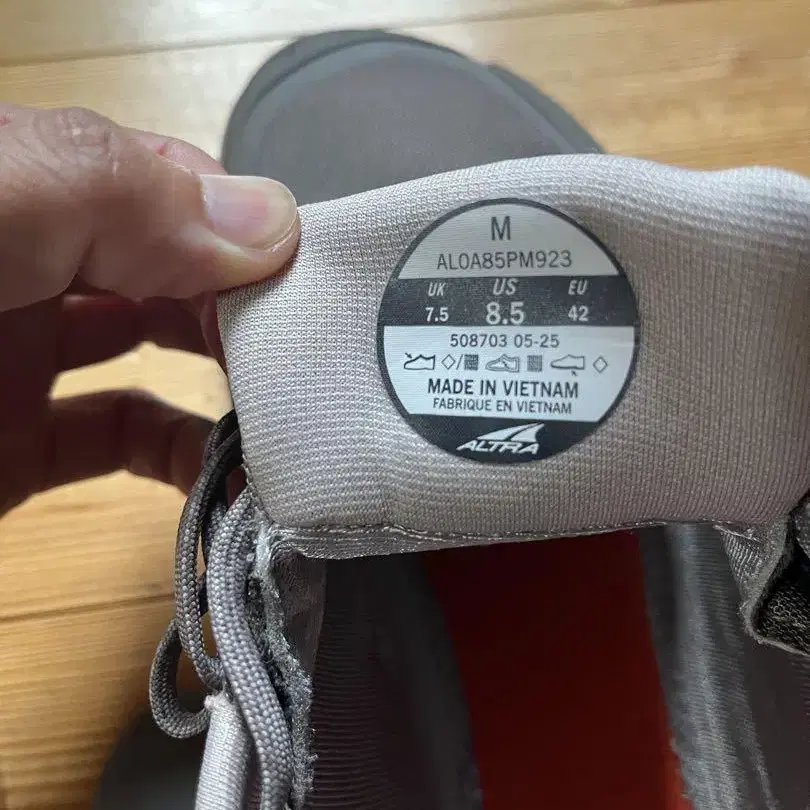 M
AL0A85PM923
UK US EU
7.5 8.5 42
508703 05-25
MADE IN VIETNAM
FABRIQUE EN VIETNAM
ALTRA